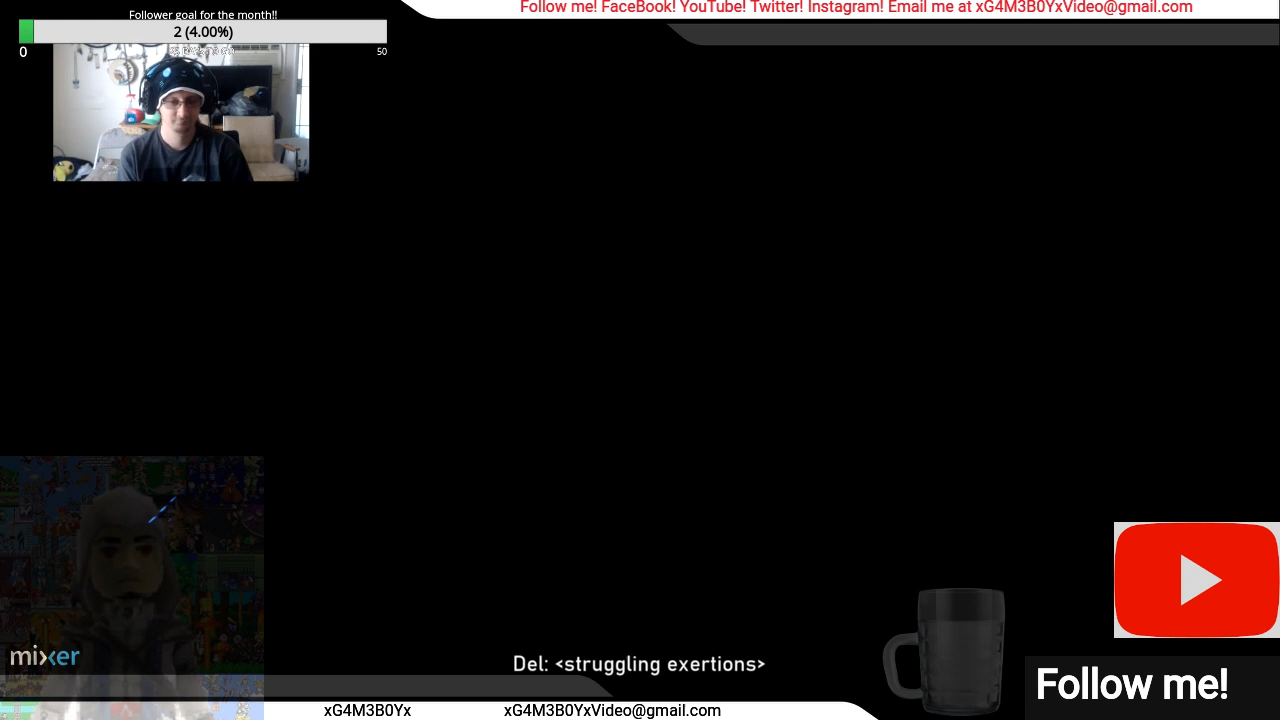 Follow me! FaceBook! YouTube! Twitter! Instagram! Email me at xG4M3B0YxVideo@gmail.com
Follower goal for the month!!
2 (4.00%)
0
50
mixer
Del: <struggling exertions>
Follow me!
xG4M3B0Yx
xG4M3B0YxVideo@gmail.com